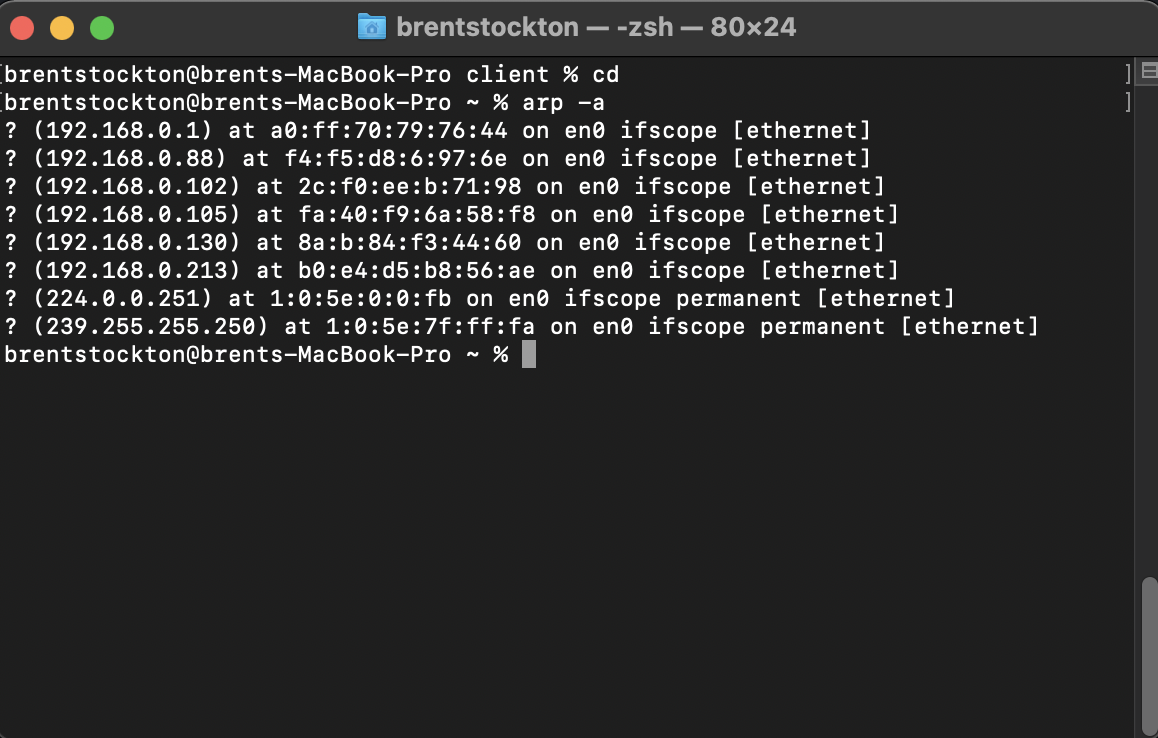 brentstockton — -zsh — 80×24
[brentstockton@brents-MacBook-Pro client % cd ]
[brentstockton@brents-MacBook-Pro ~ % arp -a ]
? (192.168.0.1) at a0:ff:70:79:76:44 on en0 ifscope [ethernet]
? (192.168.0.88) at f4:f5:d8:6:97:6e on en0 ifscope [ethernet]
? (192.168.0.102) at 2c:f0:ee:b:71:98 on en0 ifscope [ethernet]
? (192.168.0.105) at fa:40:f9:6a:58:f8 on en0 ifscope [ethernet]
? (192.168.0.130) at 8a:b:84:f3:44:60 on en0 ifscope [ethernet]
? (192.168.0.213) at b0:e4:d5:b8:56:ae on en0 ifscope [ethernet]
? (224.0.0.251) at 1:0:5e:0:0:fb on en0 ifscope permanent [ethernet]
? (239.255.255.250) at 1:0:5e:7f:ff:fa on en0 ifscope permanent [ethernet]
brentstockton@brents-MacBook-Pro ~ %